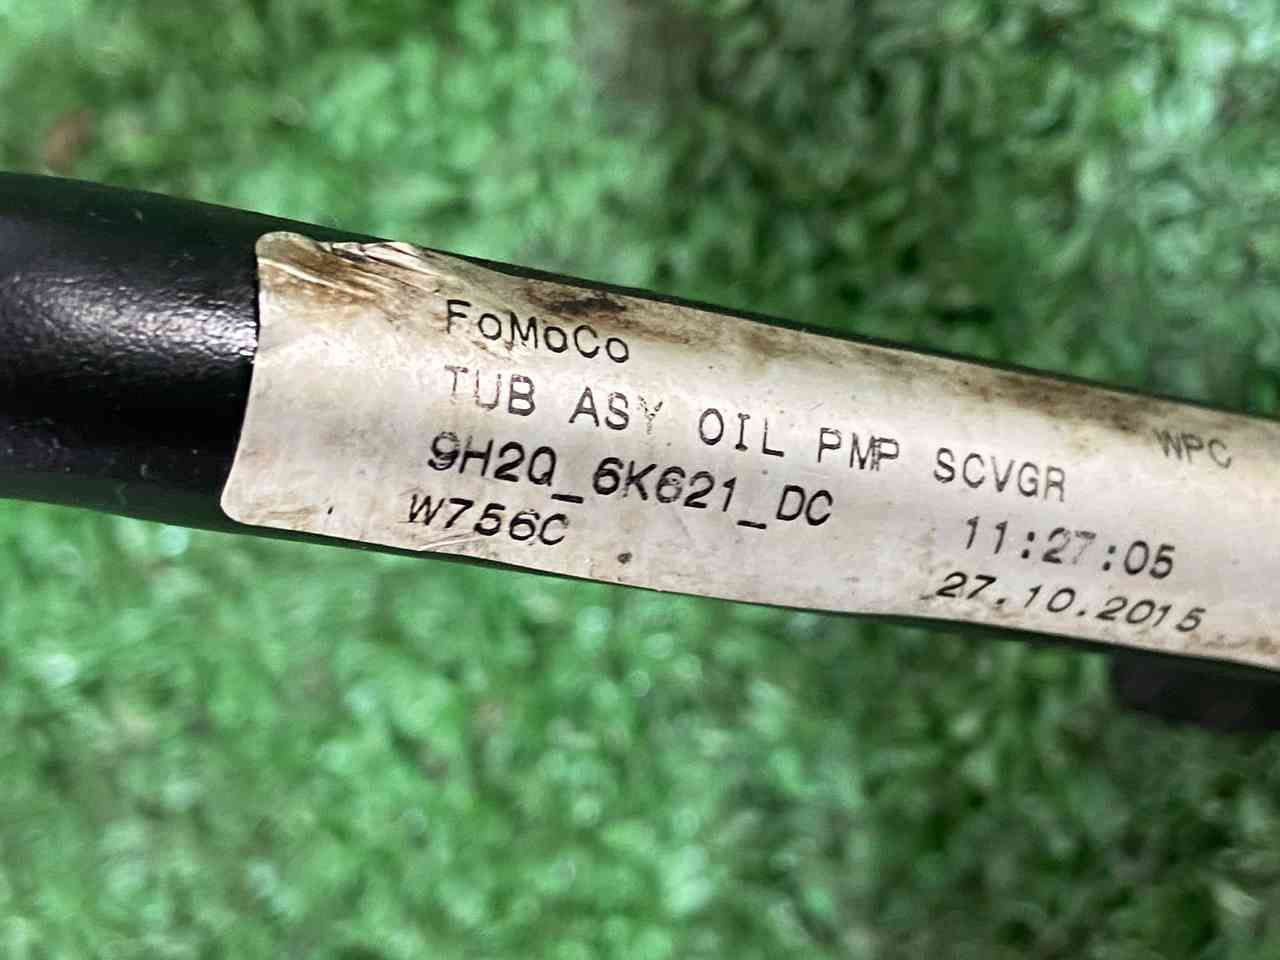 FoMoCo
TUB ASY OIL PMP SCVGR WPC
9H2Q_6K621_DC 11:27:05
W756C 27.10.2015